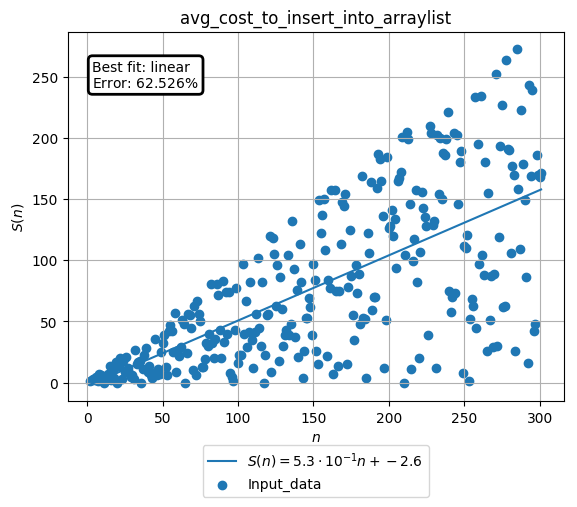 avg_cost_to_insert_into_arraylist
Best fit: linear
Error: 62.526%
250
200
150
100
50
0
S(n)
0 50 100 150 200 250 300
n
S(n) = 5.3 · 10⁻¹n + −2.6
Input_data